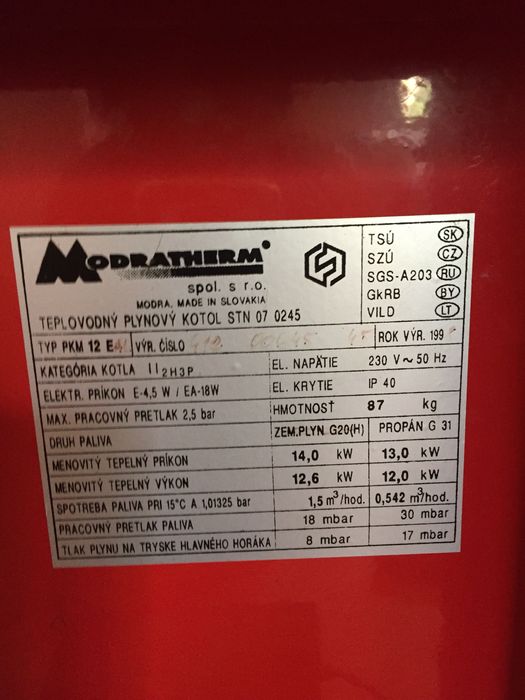 MODRATHERM®
spol. s r.o.
MODRA, MADE IN SLOVAKIA
TEPLOVODNÝ PLYNOVÝ KOTOL STN 07 0245
TSÚ SK
SZÚ CZ
SGS-A203 RU
GkRB BY
VILD LT
TYP PKM 12 E VÝR. ČÍSLO ROK VÝR. 199
KATEGÓRIA KOTLA II2H3P EL. NAPÄTIE 230 V ~ 50 Hz
ELEKTR. PRÍKON E-4,5 W / EA-18W EL. KRYTIE IP 40
MAX. PRACOVNÝ PRETLAK 2,5 bar HMOTNOSŤ 87 kg
DRUH PALIVA ZEM.PLYN G20(H) PROPÁN G 31
MENOVITÝ TEPELNÝ PRÍKON 14,0 kW 13,0 kW
MENOVITÝ TEPELNÝ VÝKON 12,6 kW 12,0 kW
SPOTREBA PALIVA PRI 15°C A 1,01325 bar 1,5 m³/hod. 0,542 m³/hod.
PRACOVNÝ PRETLAK PALIVA 18 mbar 30 mbar
TLAK PLYNU NA TRYSKE HLAVNÉHO HORÁKA 8 mbar 17 mbar